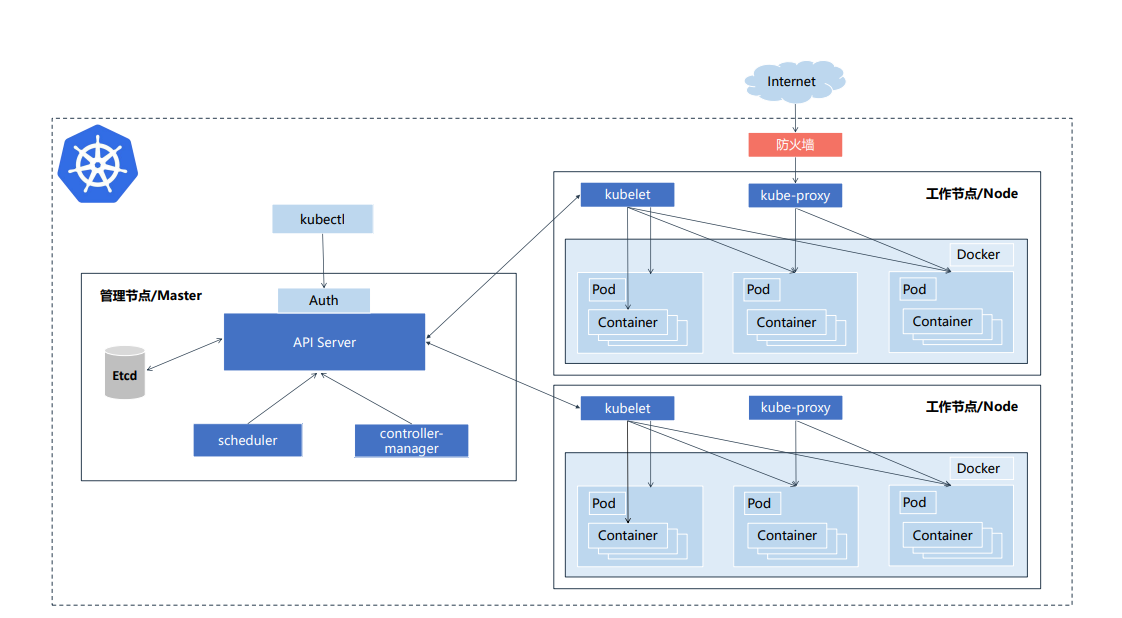 Internet
防火墙
kubelet
kube-proxy
工作节点/Node
kubectl
Docker
管理节点/Master
Auth
API Server
Etcd
scheduler
controller-
manager
Pod
Container
Pod
Container
Pod
Container
kubelet
kube-proxy
工作节点/Node
Docker
Pod
Container
Pod
Container
Pod
Container